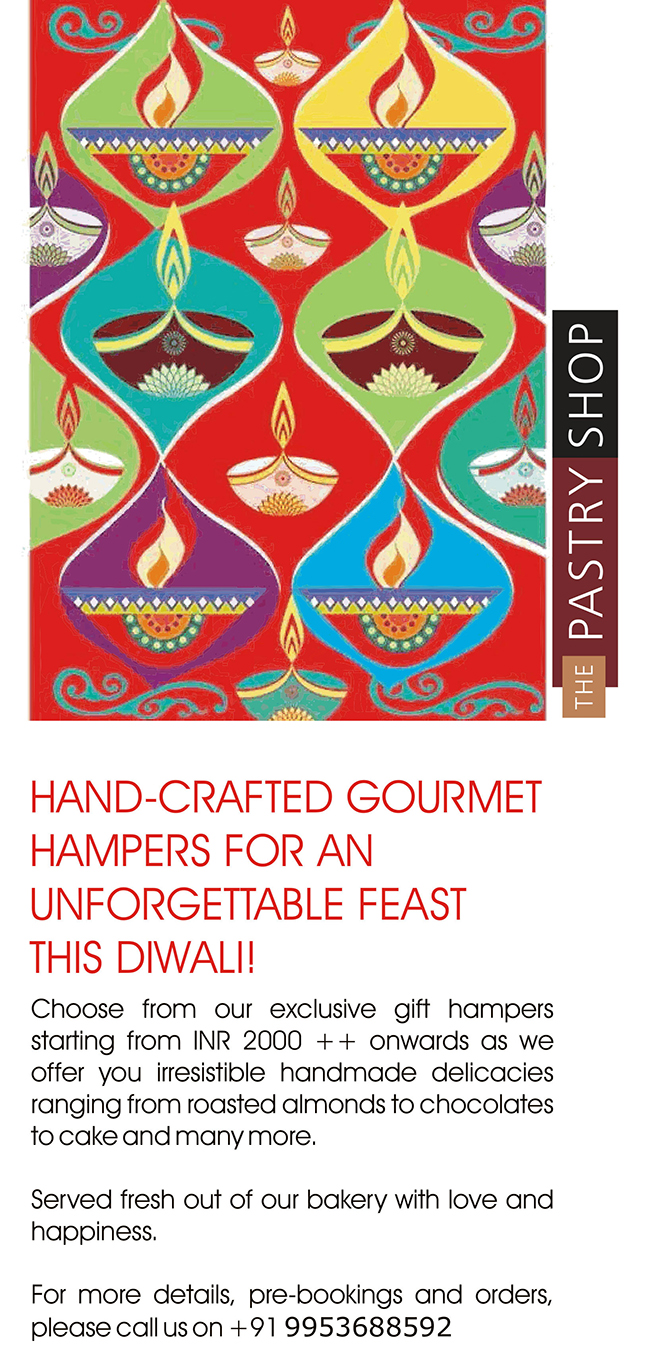 THE PASTRY SHOP
HAND-CRAFTED GOURMET
HAMPERS FOR AN
UNFORGETTABLE FEAST
THIS DIWALI!
Choose from our exclusive gift hampers
starting from INR 2000 ++ onwards as we
offer you irresistible handmade delicacies
ranging from roasted almonds to chocolates
to cake and many more.
Served fresh out of our bakery with love and
happiness.
For more details, pre-bookings and orders,
please call us on +91 9953688592